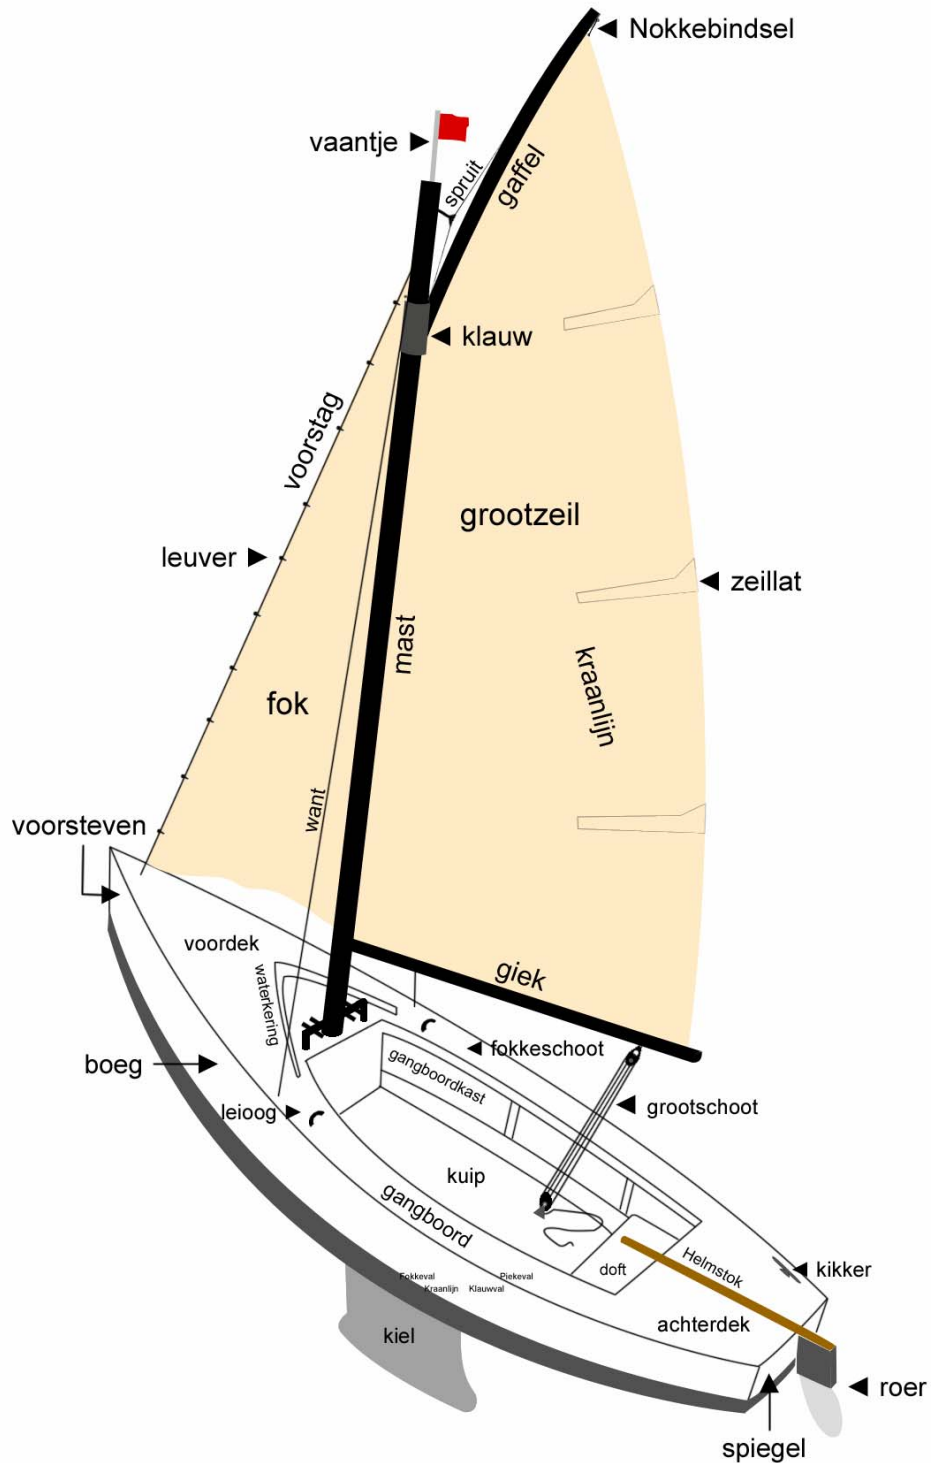 Nokkebindsel
vaantje
spruit
gaffel
klauw
voorstag
grootzeil
leuver
zeillat
mast
kraanlijn
fok
want
voorsteven
voordek
giek
waterkering
fokkeschoot
boeg
gangboordkast
leioog
grootschoot
kuip
gangboord
Helmstok
doft
kikker
Fokkeval
Piekeval
Kraanlijn
Klauwval
achterdek
kiel
roer
spiegel